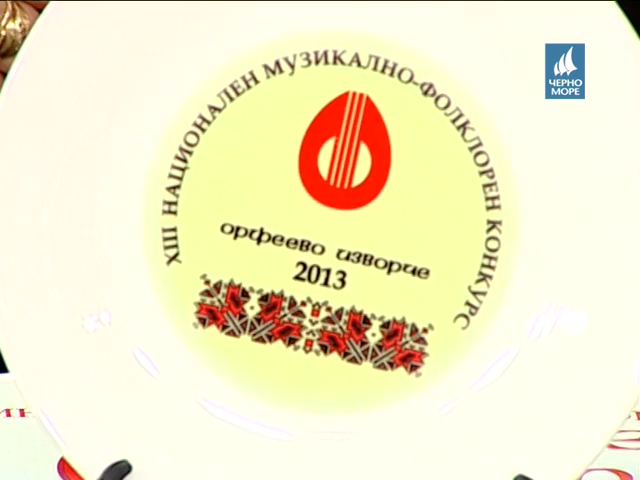 XIII НАЦИОНАЛЕН МУЗИКАЛНО-ФОЛКЛОРЕН КОНКУРС
орфеево изворче
2013
ЧЕРНО
МОРЕ